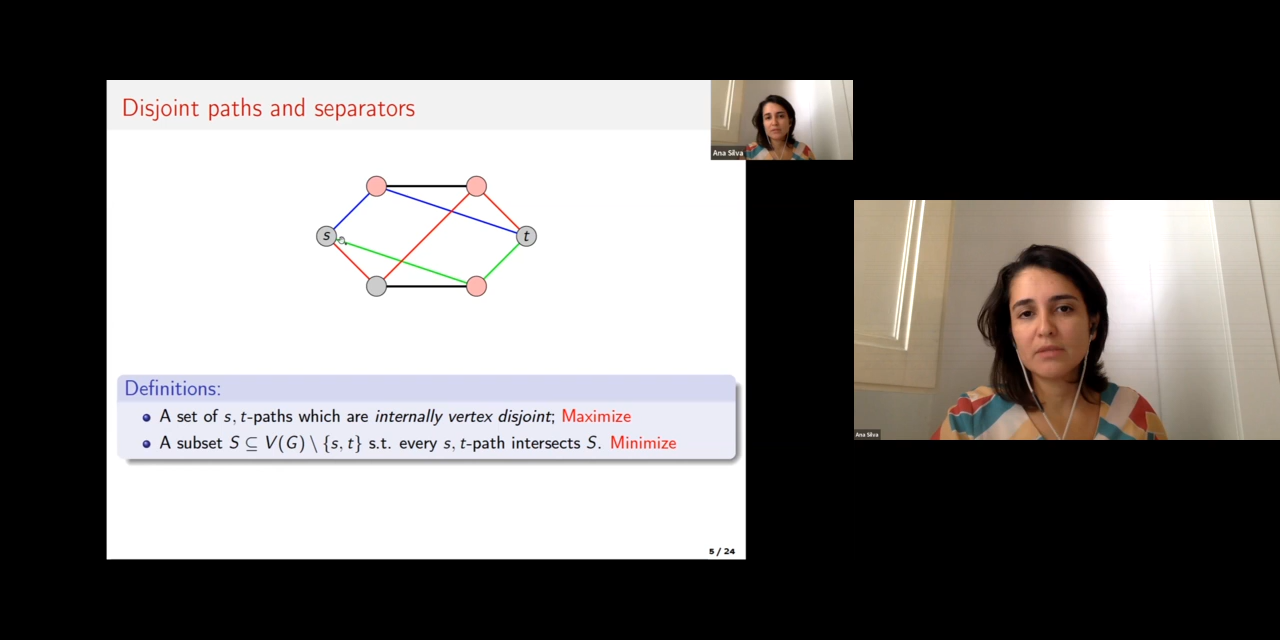 Disjoint paths and separators
Ana Silva
s
t
Definitions:
A set of s, t-paths which are internally vertex disjoint; Maximize
A subset S ⊆ V(G) \ {s, t} s.t. every s, t-path intersects S. Minimize
Ana Silva
5 / 24